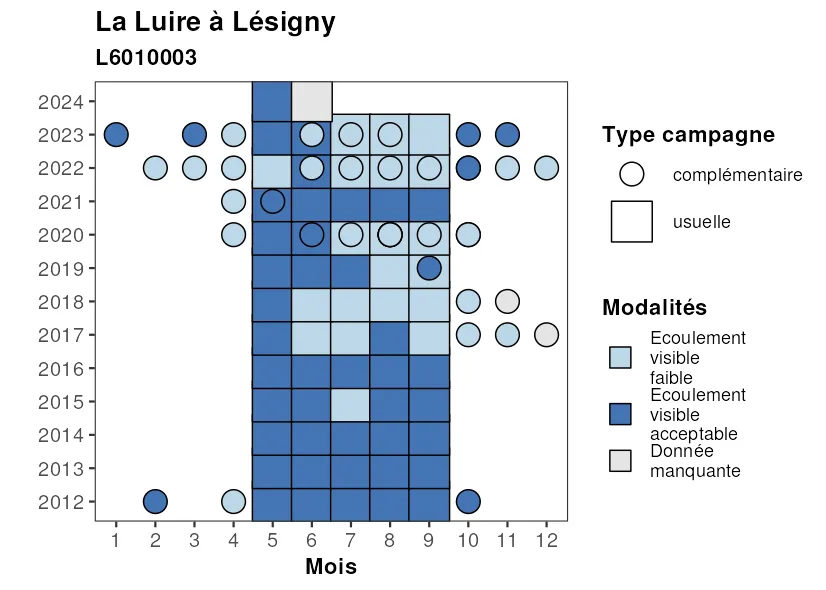 La Luire à Lésigny
L6010003
2024
2023
2022
2021
2020
2019
2018
2017
2016
2015
2014
2013
2012
1 2 3 4 5 6 7 8 9 10 11 12
Mois
Type campagne
complémentaire
usuelle
Modalités
Ecoulement
visible
faible
Ecoulement
visible
acceptable
Donnée
manquante